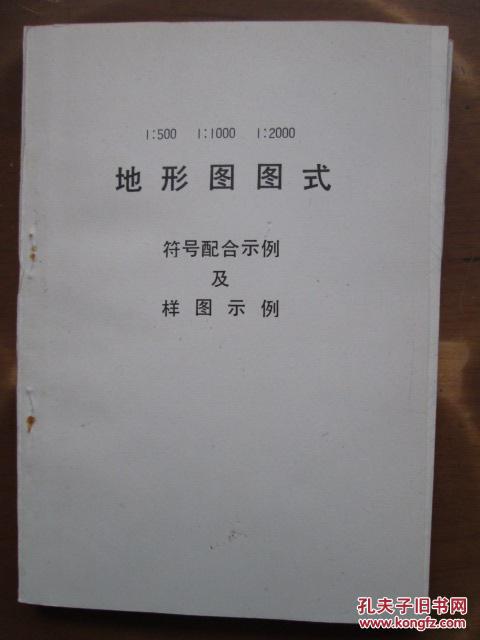 1:500 1:1000 1:2000
地形图图式
符号配合示例
及
样图示例
孔夫子旧书网
www.kongfz.com